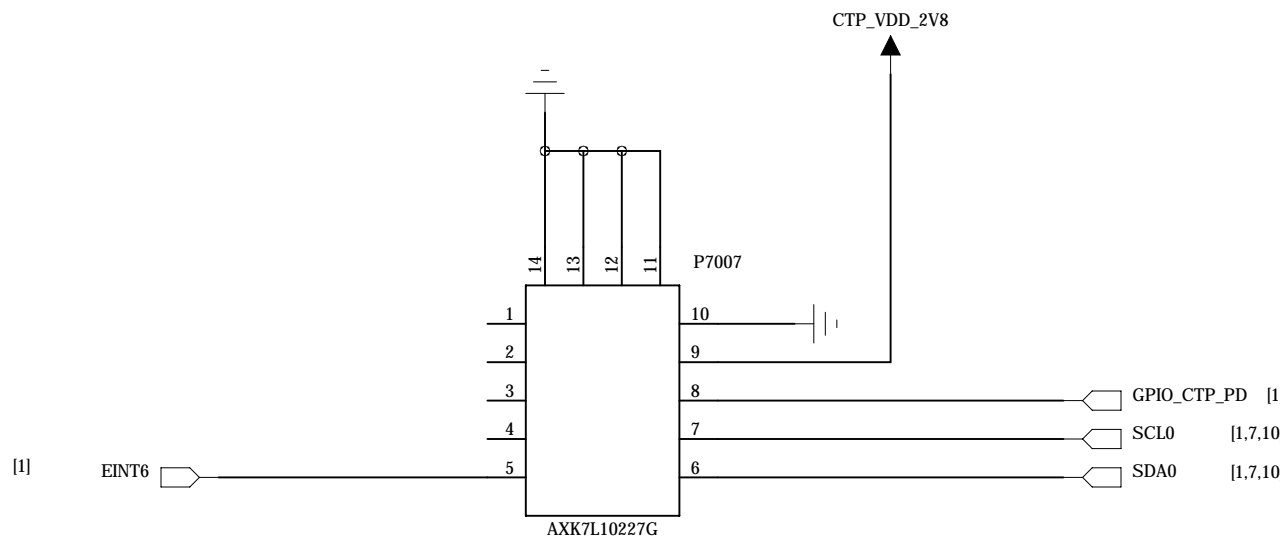 CTP_VDD_2V8
14
13
12
11
P7007
1
10
2
9
3
8
GPIO_CTP_PD [1
4
7
SCL0 [1,7,10
[1] EINT6
5
6
SDA0 [1,7,10
AXK7L10227G